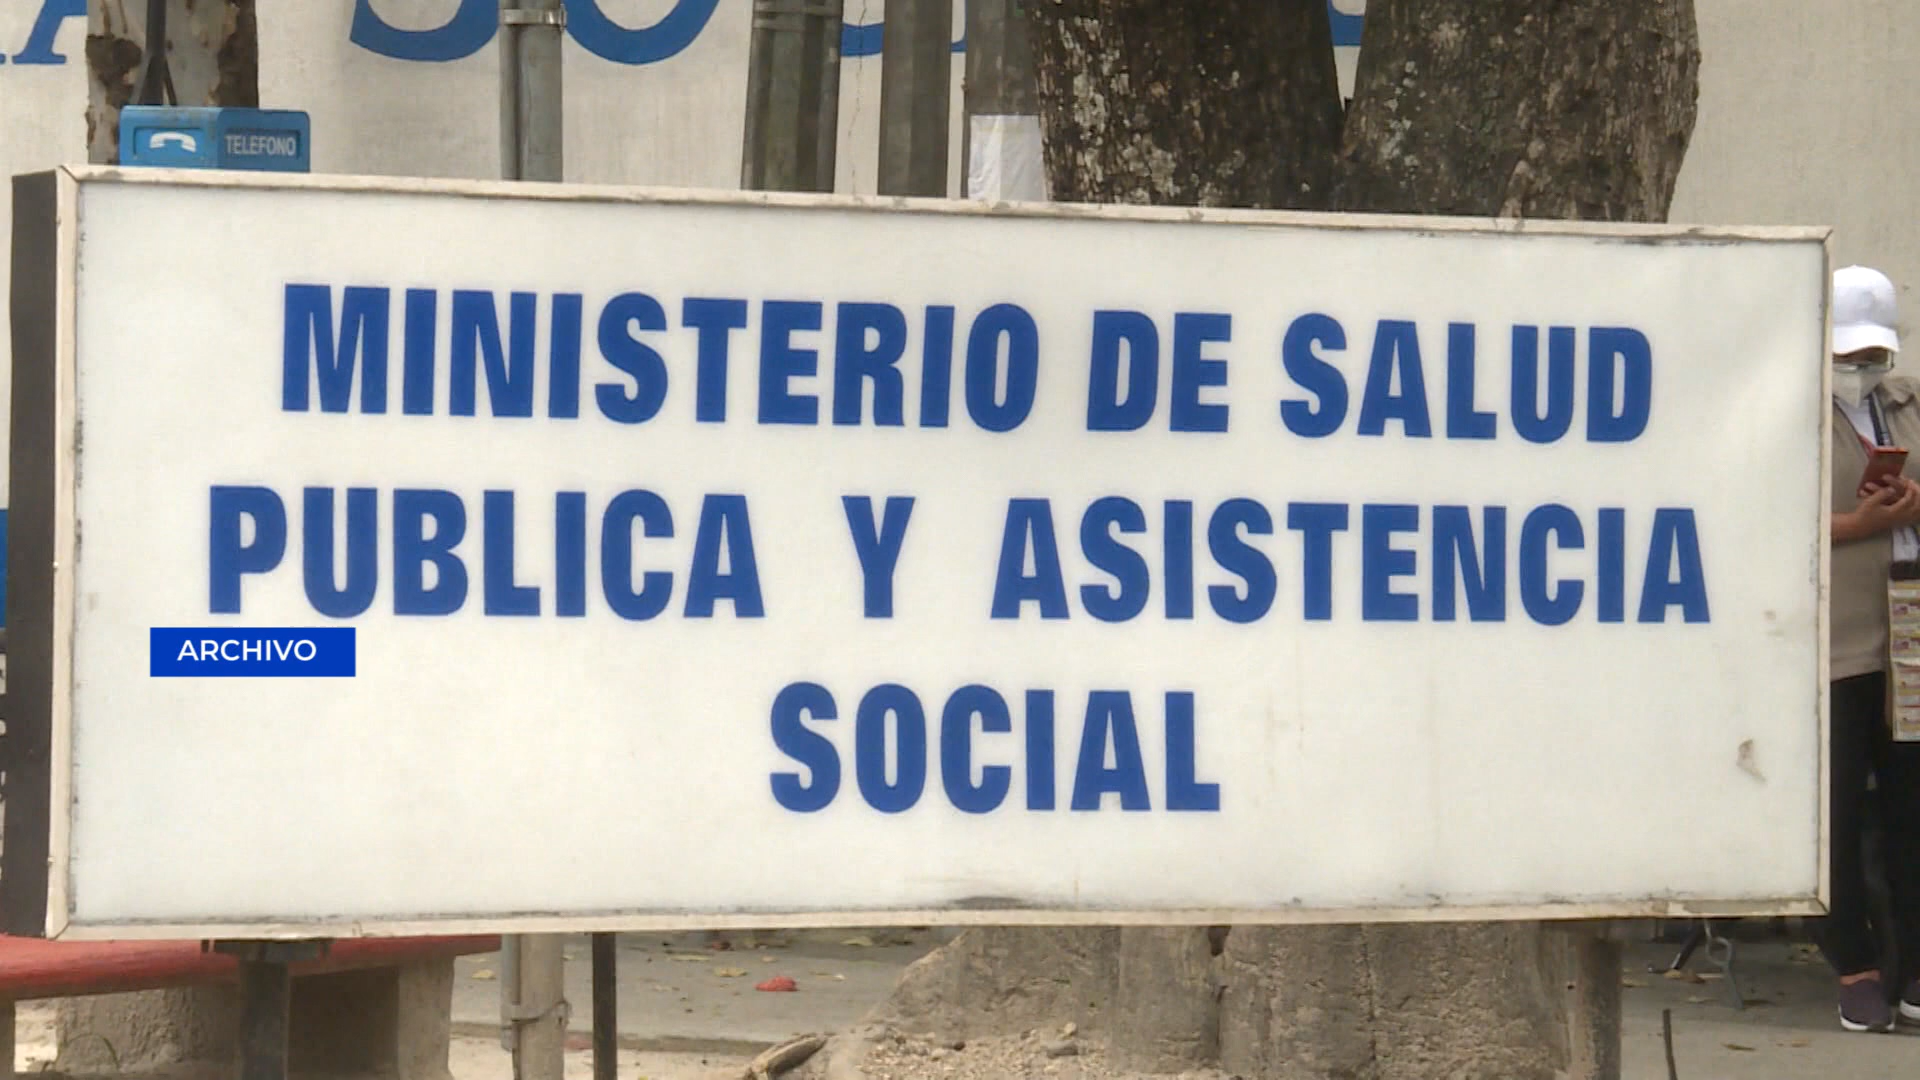 TELEFONO
MINISTERIO DE SALUD
PUBLICA Y ASISTENCIA
ARCHIVO
SOCIAL